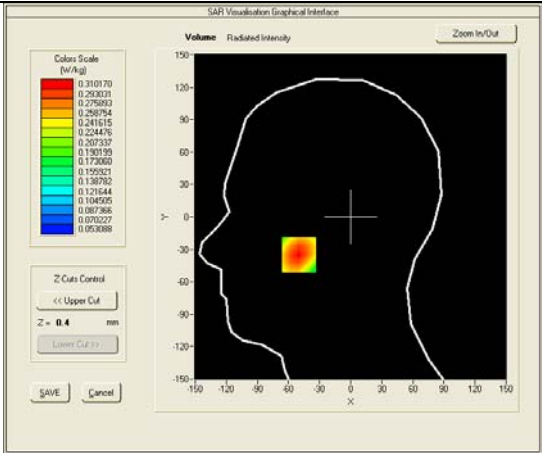 SAR Visualisation Graphical Interface
Volume Radiated Intensity
Zoom In/Out
Colors Scale
(W/kg)
0.310170
0.293031
0.275893
0.258754
0.241615
0.224476
0.207337
0.190199
0.173060
0.155921
0.138782
0.121644
0.104505
0.087366
0.070227
0.053088
Z-Cuts Control
<< Upper Cut
Z = 0.4 mm
Lower Cut >>
SAVE
Cancel
150
120
90
60
30
0
-30
-60
-90
-120
-150
Y
-150 -120 -90 -60 -30 0 30 60 90 120 150
X